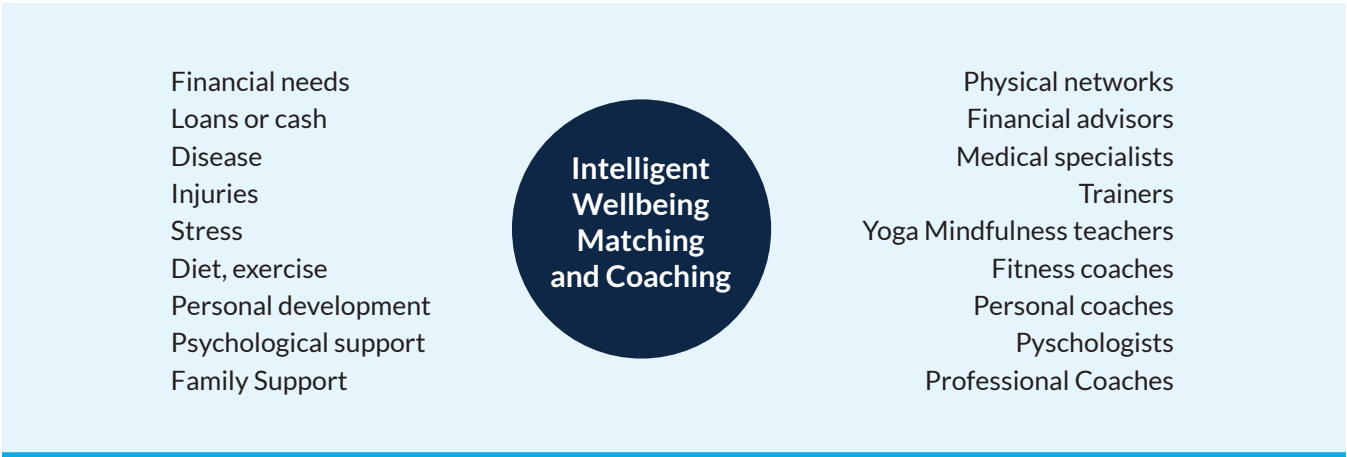 Financial needs
Loans or cash
Disease
Injuries
Stress
Diet, exercise
Personal development
Psychological support
Family Support
Intelligent
Wellbeing
Matching
and Coaching
Physical networks
Financial advisors
Medical specialists
Trainers
Yoga Mindfulness teachers
Fitness coaches
Personal coaches
Pyschologists
Professional Coaches